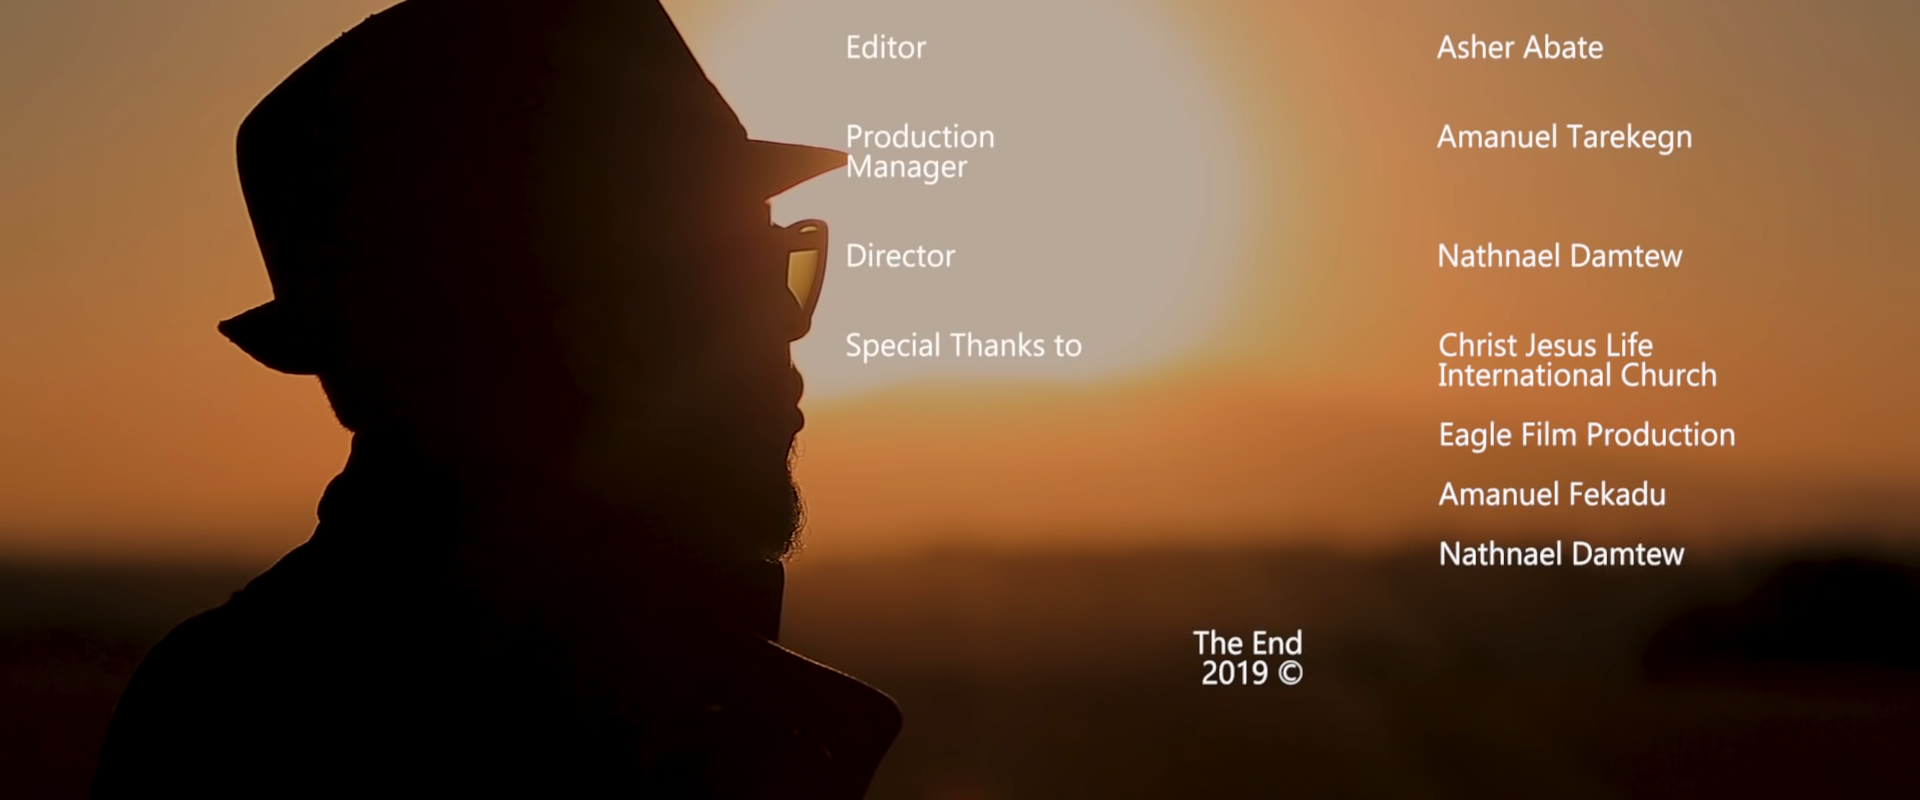 Editor Asher Abate
Production Amanuel Tarekegn
Manager
Director Nathnael Damtew
Special Thanks to Christ Jesus Life
International Church
Eagle Film Production
Amanuel Fekadu
Nathnael Damtew
The End
2019 ©